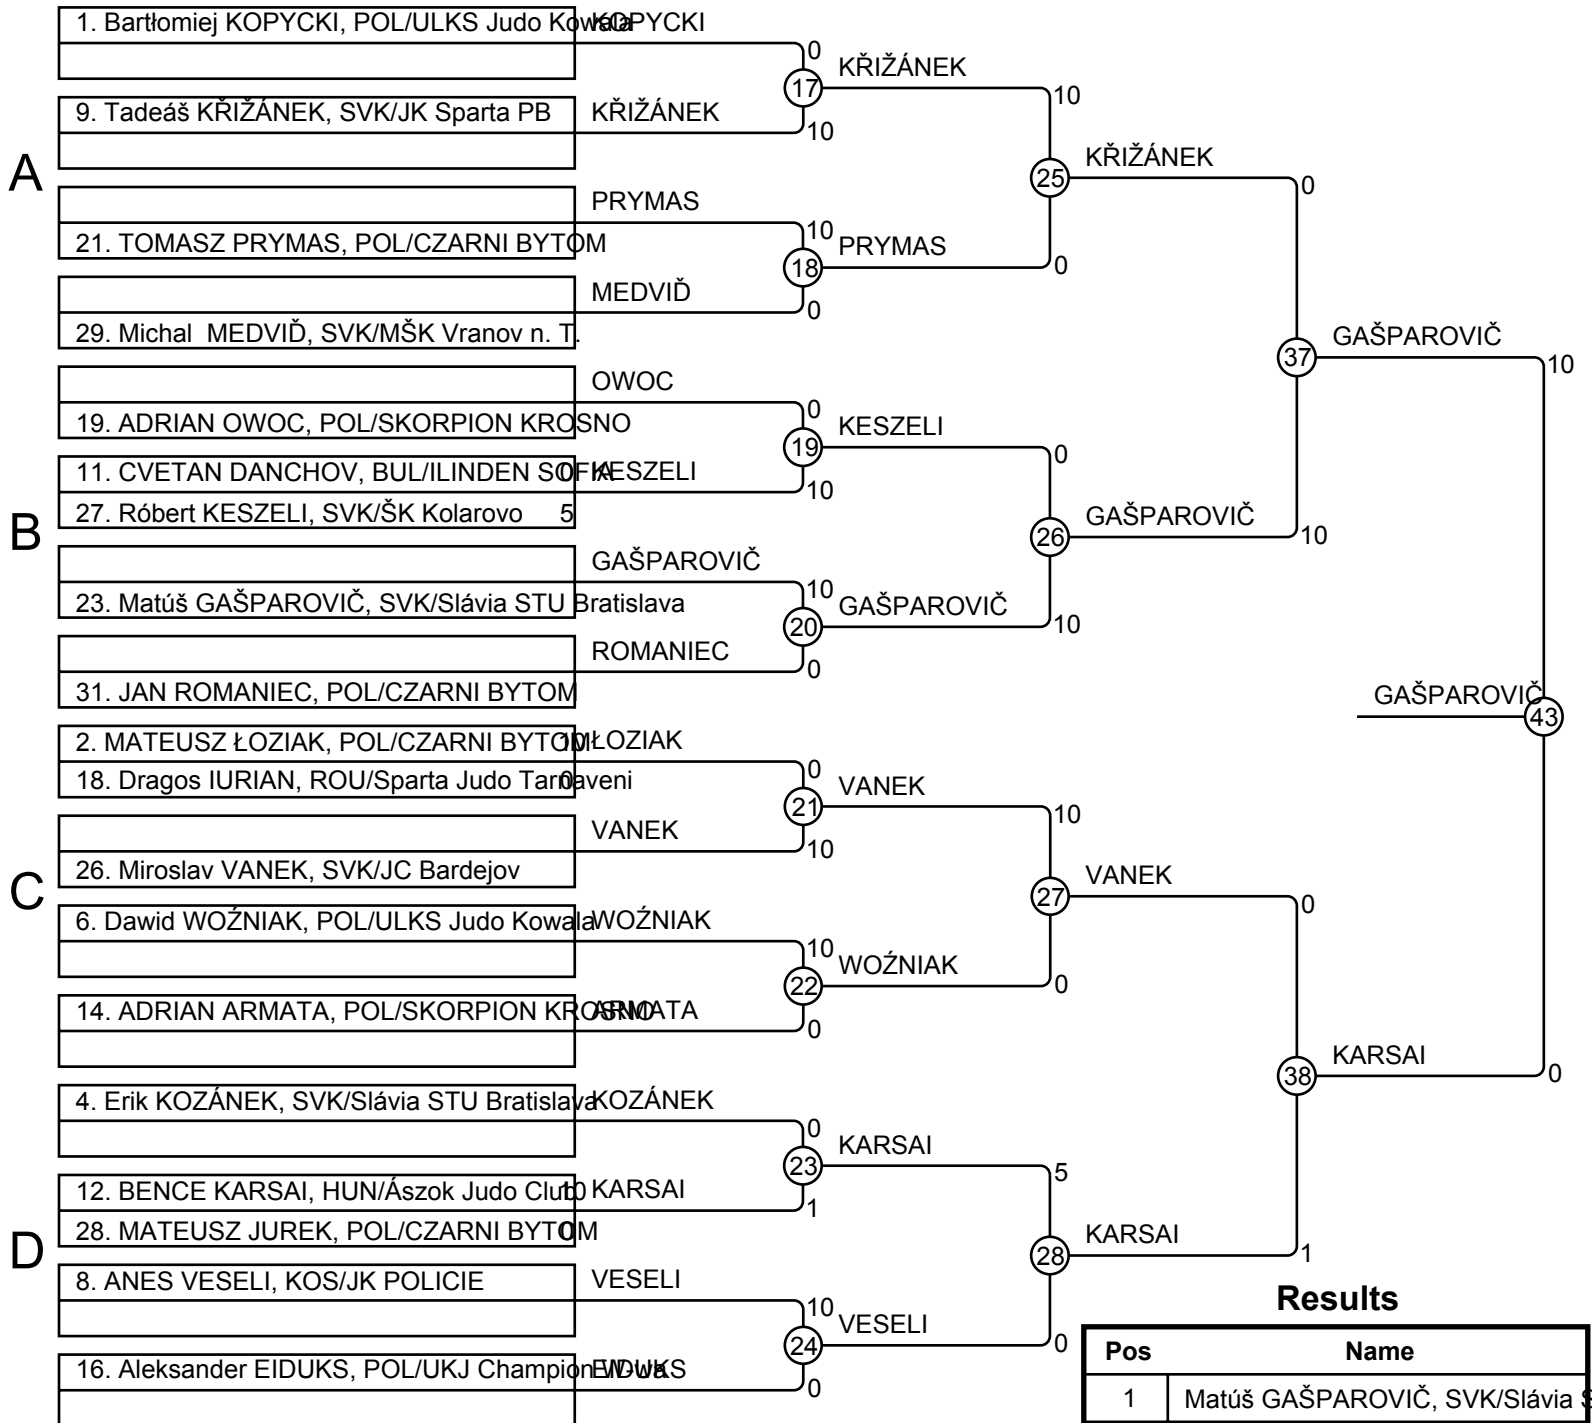 1. Bartłomiej KOPYCKI, POL/ULKS Judo Kowala
KOPYCKI
0
17
KŘIŽÁNEK
10
9. Tadeáš KŘIŽÁNEK, SVK/JK Sparta PB
KŘIŽÁNEK
10
A
25
KŘIŽÁNEK
0
PRYMAS
21. TOMASZ PRYMAS, POL/CZARNI BYTOM
10
18
PRYMAS
0
MEDVIĎ
0
29. Michal MEDVIĎ, SVK/MŠK Vranov n. T.
37
GAŠPAROVIČ
10
OWOC
19. ADRIAN OWOC, POL/SKORPION KROSNO
0
19
KESZELI
0
11. CVETAN DANCHOV, BUL/ILINDEN SOFIA
0
KESZELI
10
27. Róbert KESZELI, SVK/ŠK Kolarovo
5
B
26
GAŠPAROVIČ
10
GAŠPAROVIČ
23. Matúš GAŠPAROVIČ, SVK/Slávia STU Bratislava
10
20
GAŠPAROVIČ
10
ROMANIEC
0
31. JAN ROMANIEC, POL/CZARNI BYTOM
GAŠPAROVIČ
43
2. MATEUSZ ŁOZIAK, POL/CZARNI BYTOM
10
ŁOZIAK
18. Dragos IURIAN, ROU/Sparta Judo Tarnaveni
0
0
21
VANEK
10
VANEK
10
26. Miroslav VANEK, SVK/JC Bardejov
C
27
VANEK
0
6. Dawid WOŹNIAK, POL/ULKS Judo Kowala
WOŹNIAK
10
22
WOŹNIAK
0
14. ADRIAN ARMATA, POL/SKORPION KROSNO
ARMATA
0
38
KARSAI
0
4. Erik KOZÁNEK, SVK/Slávia STU Bratislava
KOZÁNEK
0
23
KARSAI
5
12. BENCE KARSAI, HUN/Ászok Judo Club
10
KARSAI
1
28. MATEUSZ JUREK, POL/CZARNI BYTOM
0
D
28
KARSAI
1
8. ANES VESELI, KOS/JK POLICIE
VESELI
10
24
VESELI
0
16. Aleksander EIDUKS, POL/UKJ Champion W-wa
EIDUKS
0
Results
Pos Name
1 Matúš GAŠPAROVIČ, SVK/Slávia